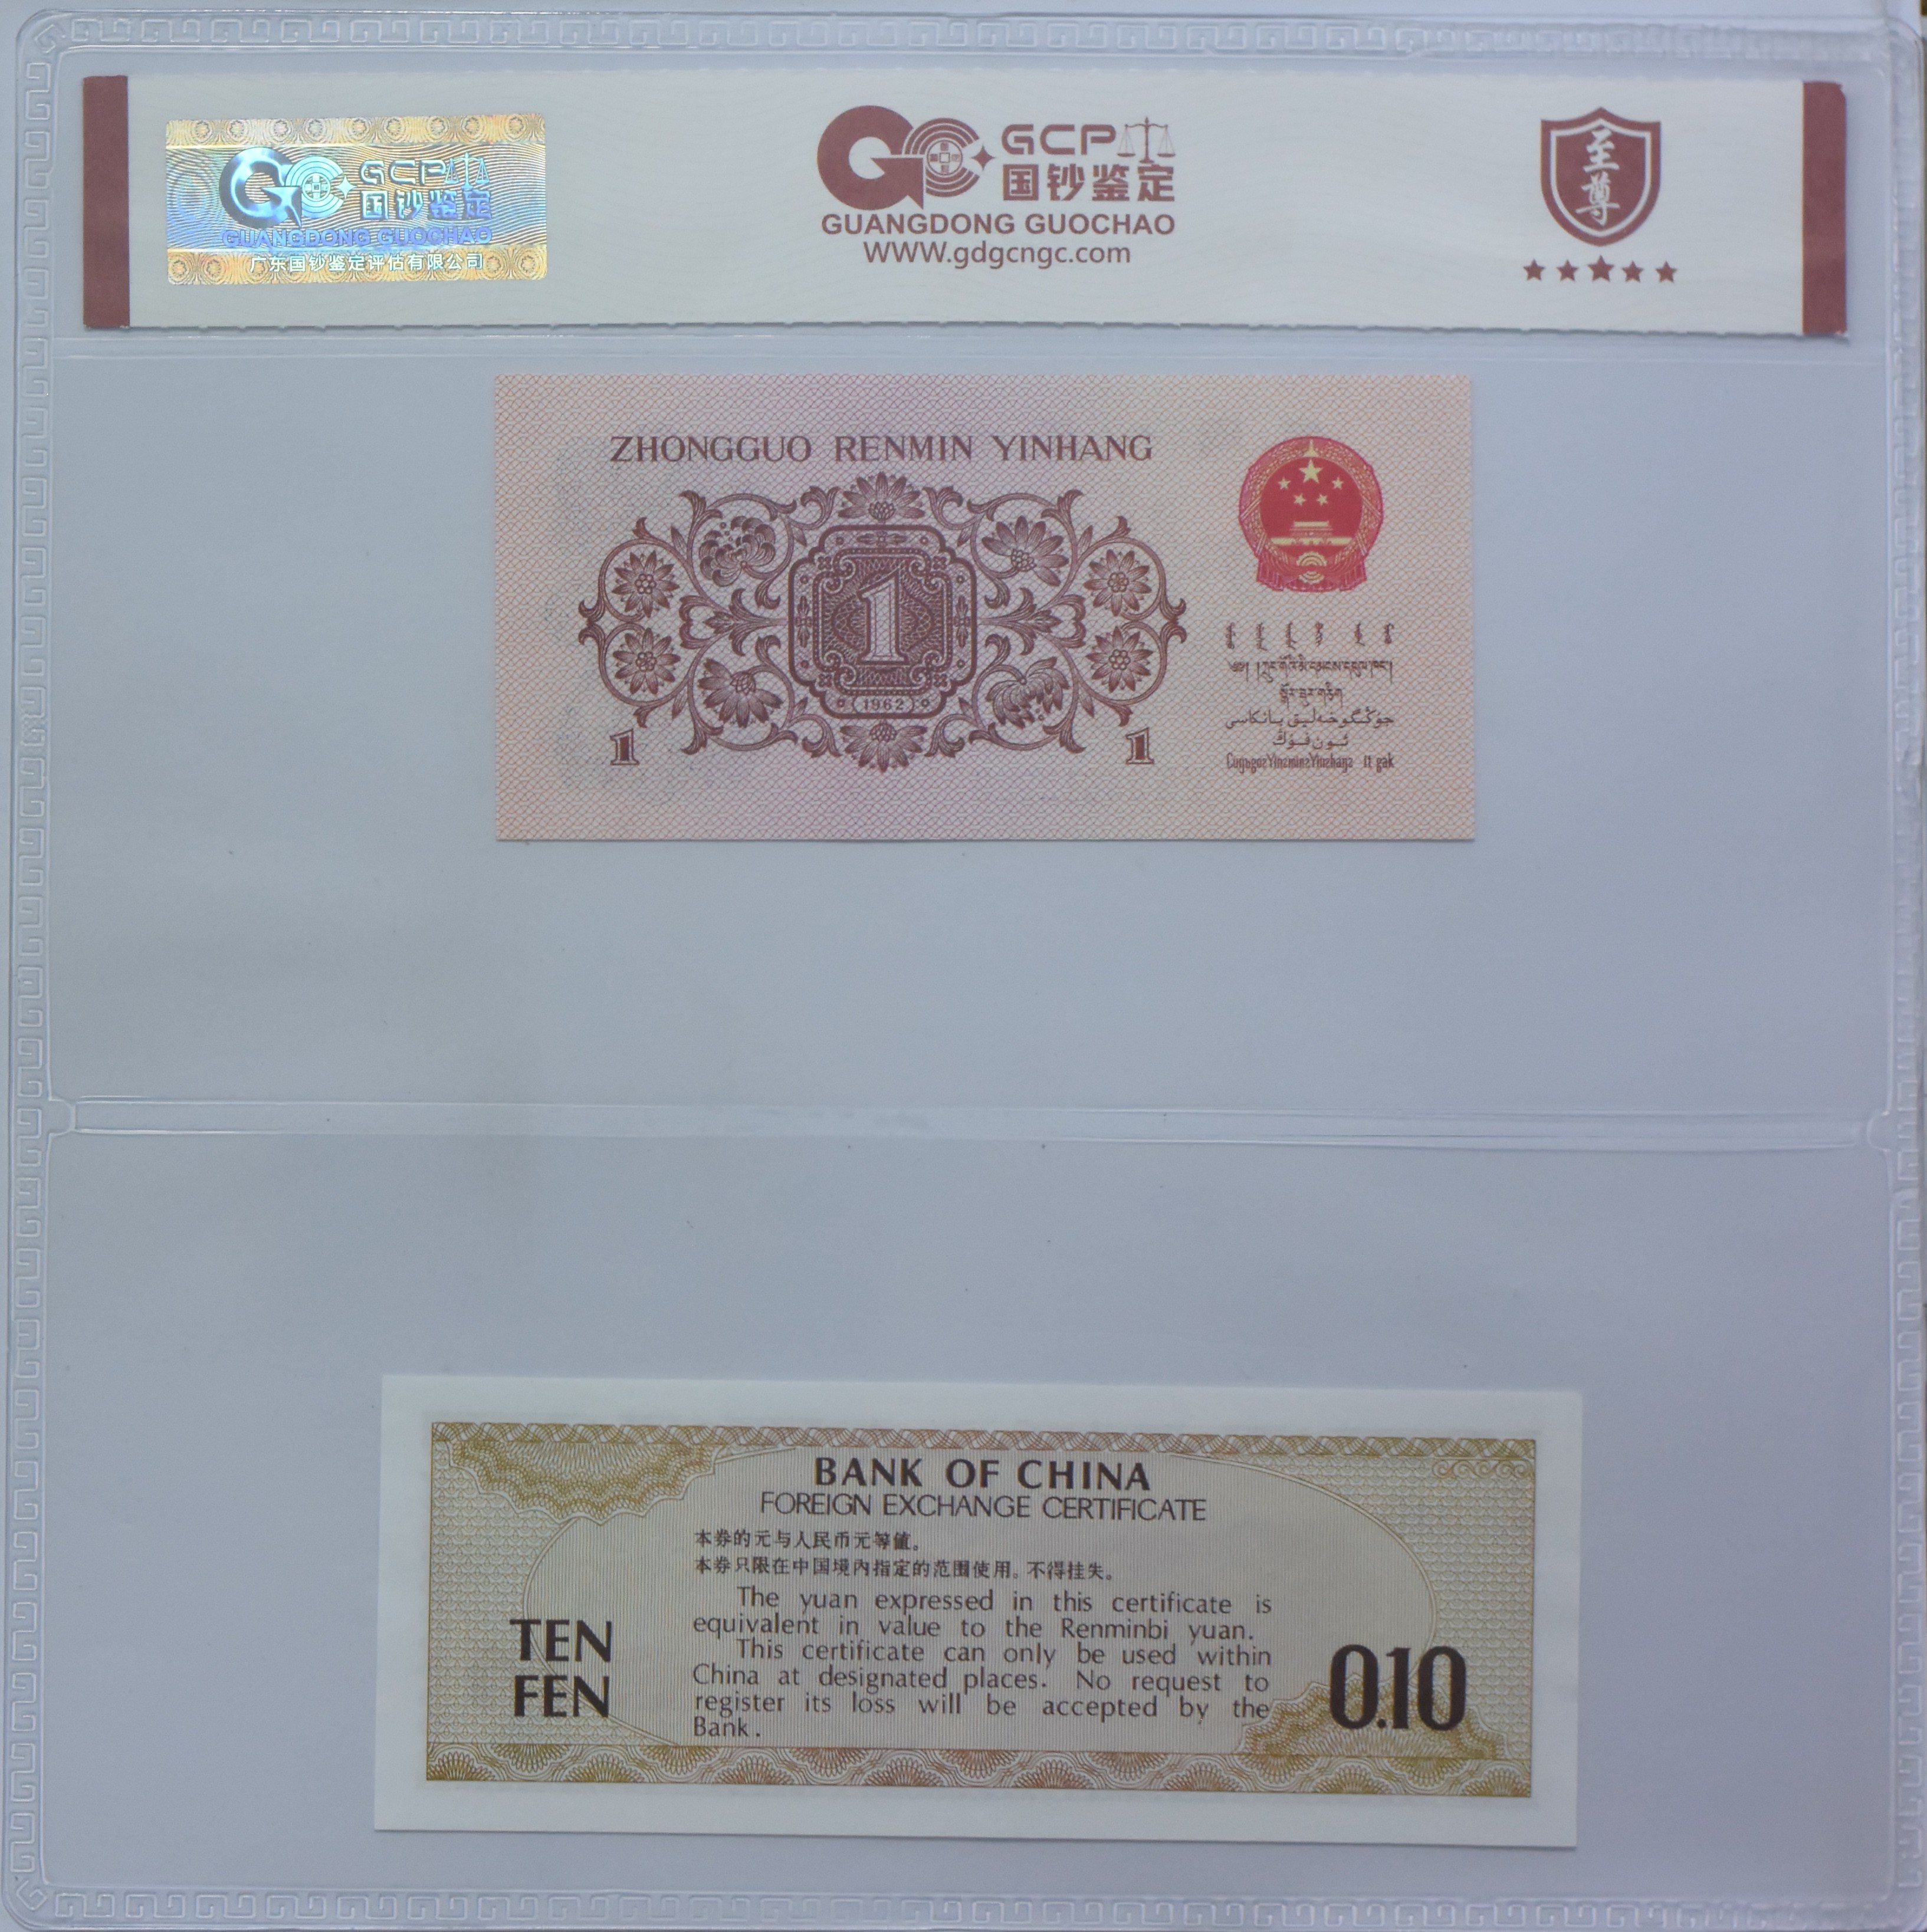 GCP
国钞鉴定
GUANGDONG GUOCHAO
广东国钞鉴定评估有限公司
GCP
国钞鉴定
GUANGDONG GUOCHAO
WWW.gdgcngc.com
至尊
ZHONGGUO RENMIN YINHANG
1
1962
1
1
جۇڭگو خەلىق بانكاسى
ئون فۇڭ
BANK OF CHINA
FOREIGN EXCHANGE CERTIFICATE
本券的元与人民币元等值。
本券只限在中国境内指定的范围使用。不得挂失。
The yuan expressed in this certificate is
equivalent in value to the Renminbi yuan.
This certificate can only be used within
China at designated places. No request to
register its loss will be accepted by the
Bank.
TEN
FEN
0.10